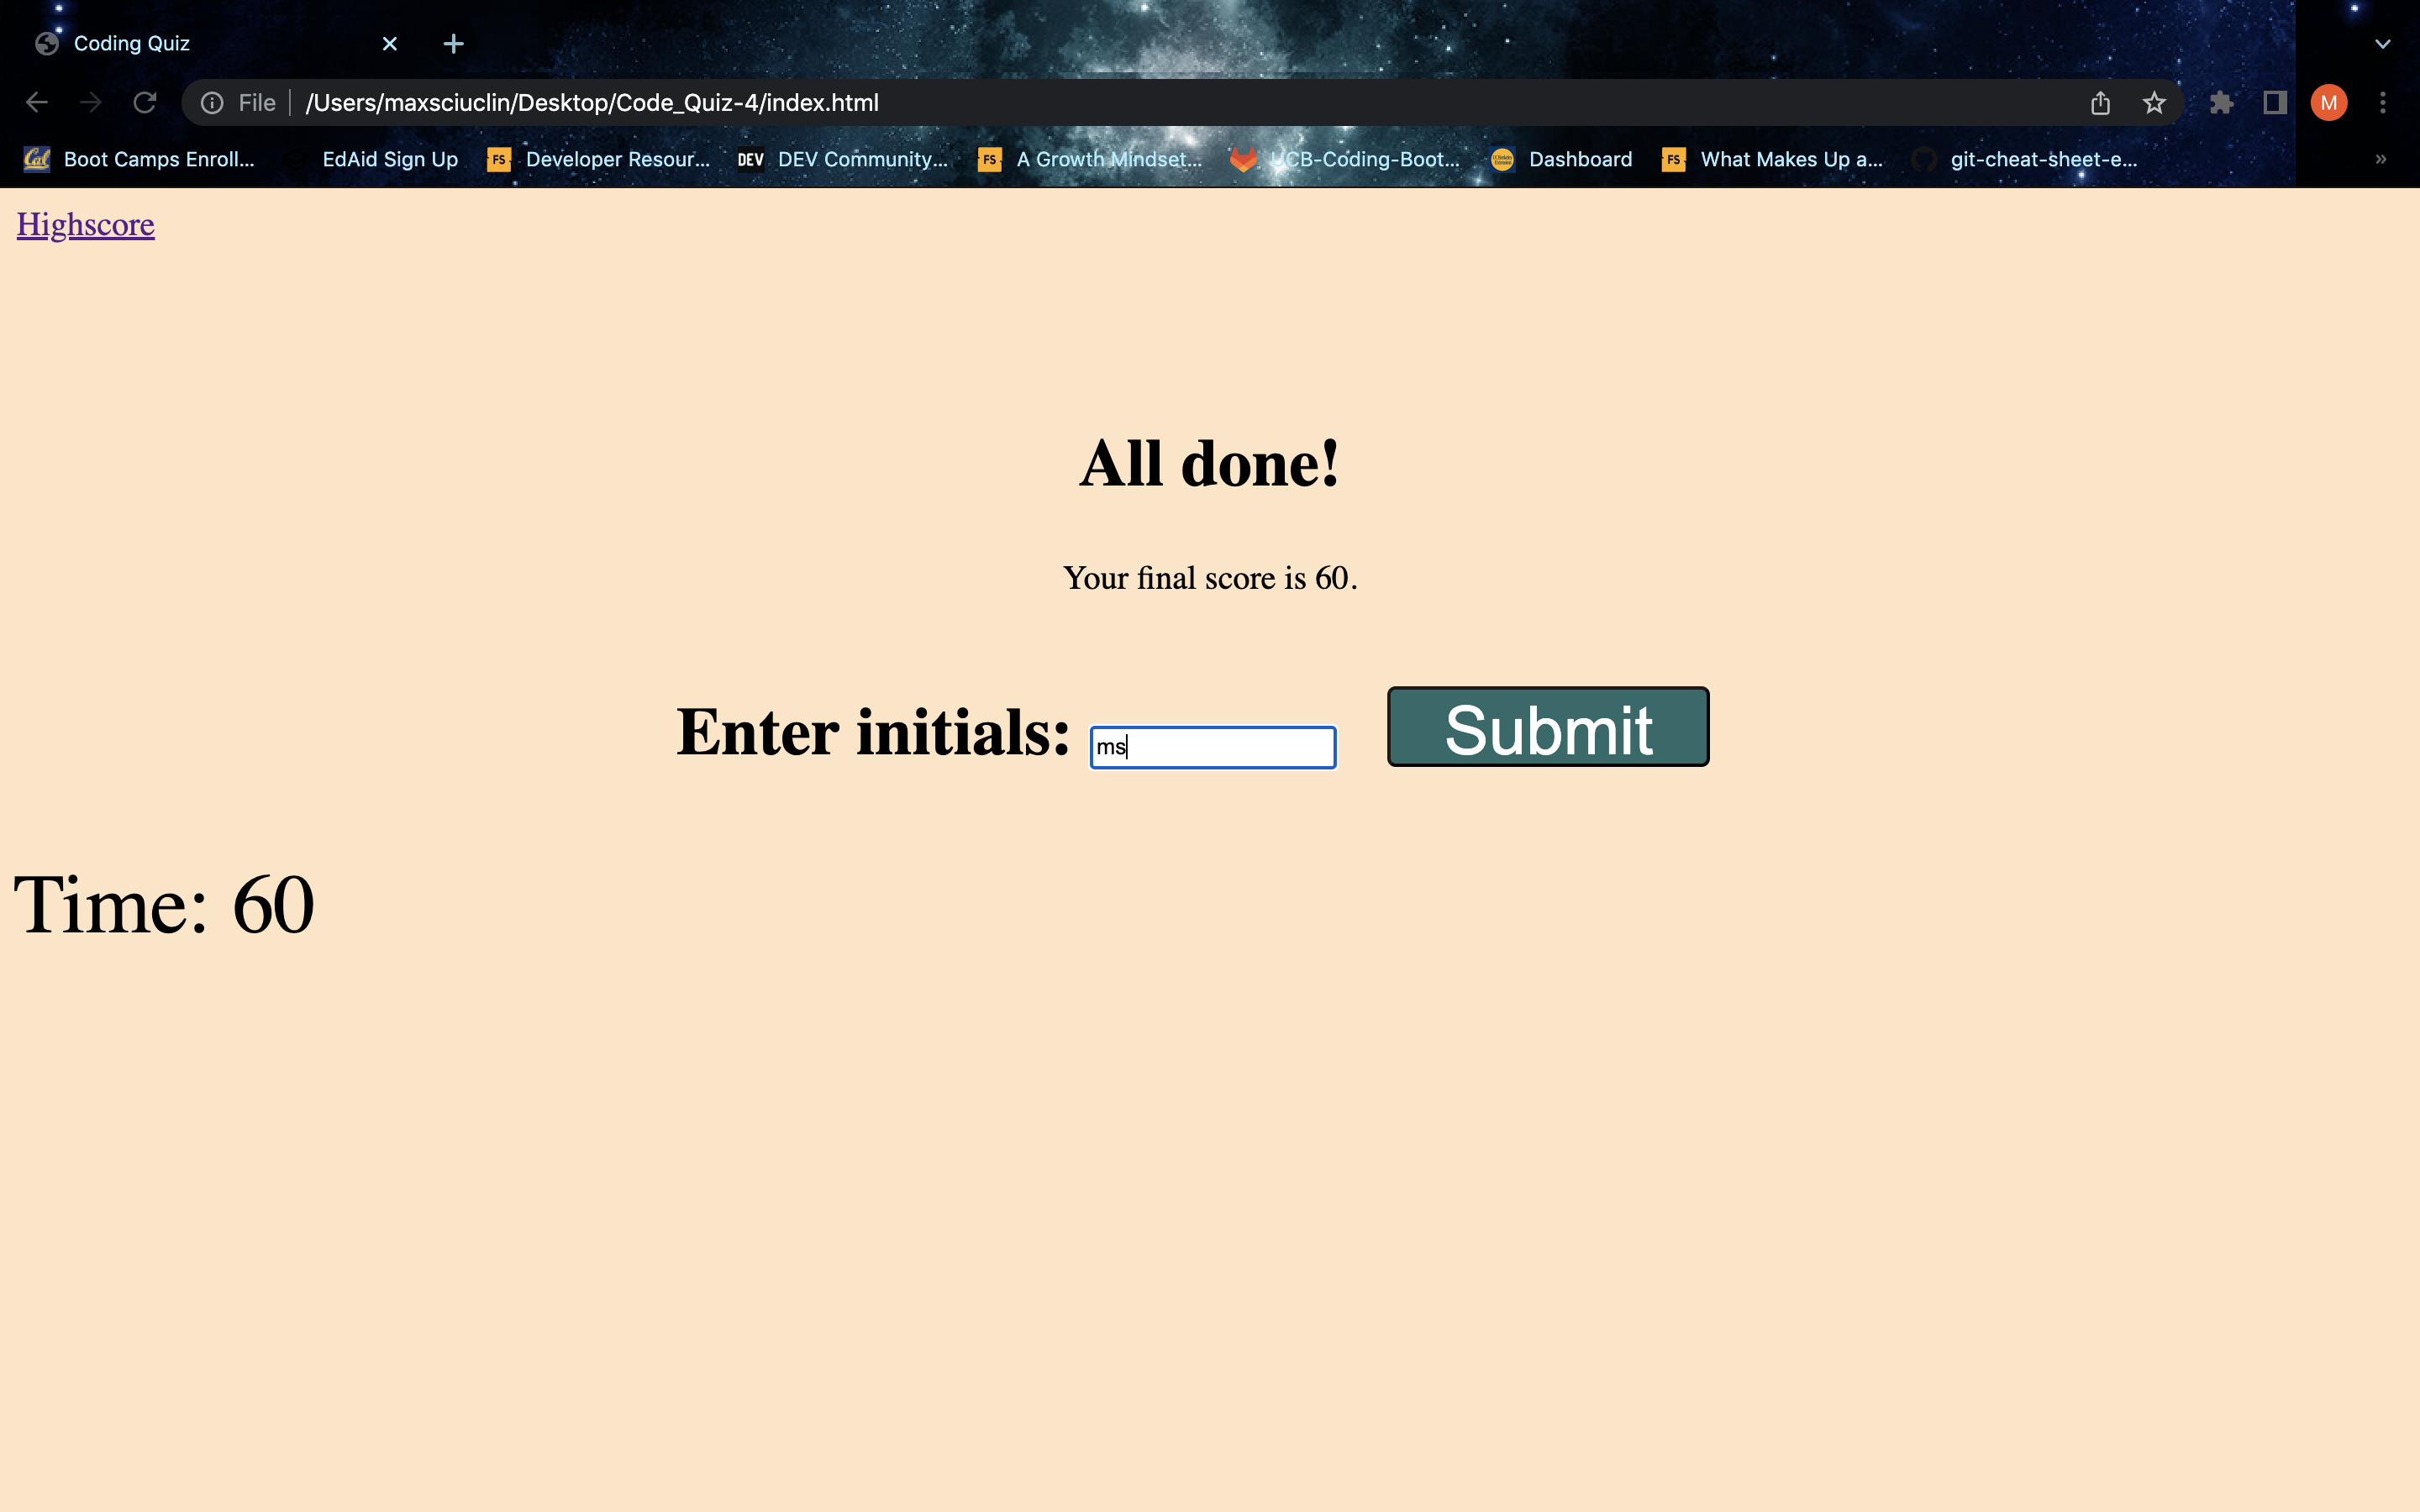 Coding Quiz
File /Users/maxsciuclin/Desktop/Code_Quiz-4/index.html
M
Cal Boot Camps Enroll... EdAid Sign Up FS Developer Resour... DEV DEV Community... FS A Growth Mindset... UCB-Coding-Boot... Dashboard FS What Makes Up a... git-cheat-sheet-e... »
Highscore
All done!
Your final score is 60.
Enter initials: ms Submit
Time: 60